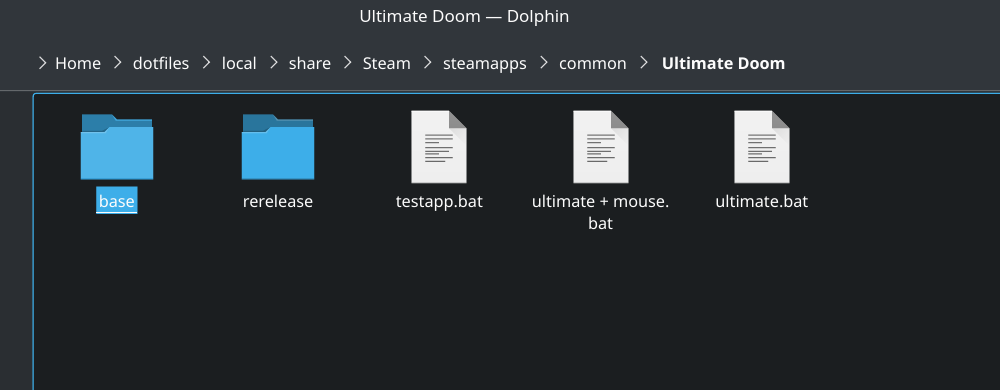 Ultimate Doom — Dolphin
Home dotfiles local share Steam steamapps common Ultimate Doom
base rerelease testapp.bat ultimate + mouse. ultimate.bat
bat